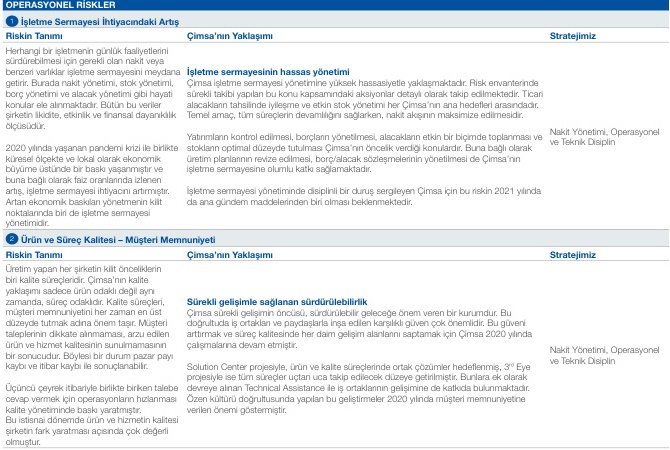 OPERASYONEL RİSKLER
1 İşletme Sermayesi İhtiyacındaki Artış
Riskin Tanımı
Herhangi bir işletmenin günlük faaliyetlerini
sürdürebilmesi için gerekli olan nakit veya
benzeri varlıklar işletme sermayesini meydana
getirir. Burada nakit yönetimi, stok yönetimi,
borç yönetimi ve alacak yönetimi gibi hayati
konular ele alınmaktadır. Bütün bu veriler
şirketin likidite, etkinlik ve finansal dayanıklılık
ölçüsüdür.
2020 yılında yaşanan pandemi krizi ile birlikte
küresel ölçekte ve lokal olarak ekonomik
büyüme üstünde bir baskı yaşanmıştır ve
buna bağlı olarak faiz oranlarında izlenen
artış, işletme sermayesi ihtiyacını artırmıştır.
Artan ekonomik baskıları yönetmenin kilit
noktalarında biri de işletme sermayesi
yönetimidir.
Çimsa'nın Yaklaşımı
İşletme sermayesinin hassas yönetimi
Çimsa işletme sermayesi yönetimine yüksek hassasiyetle yaklaşmaktadır. Risk envanterinde
sürekli takibi yapılan bu konu kapsamındaki aksiyonlar detaylı olarak takip edilmektedir. Ticari
alacakların tahsilinde iyileşme ve etkin stok yönetimi her Çimsa'nın ana hedefleri arasındadır.
Temel amaç, tüm süreçlerin devamlılığını sağlarken, nakit akışının maksimize edilmesidir.
Yatırımların kontrol edilmesi, borçların yönetilmesi, alacakların etkin bir biçimde toplanması ve
stokların optimal düzeyde tutulması Çimsa'nın öncelik verdiği konulardır. Buna bağlı olarak
üretim planlarının revize edilmesi, borç/alacak sözleşmelerinin yönetilmesi de Çimsa'nın
işletme sermayesine olumlu katkı sağlamaktadır.
İşletme sermayesi yönetiminde disiplinli bir duruş sergileyen Çimsa için bu riskin 2021 yılında
da ana gündem maddelerinden biri olması beklenmektedir.
Stratejimiz
Nakit Yönetimi, Operasyonel
ve Teknik Disiplin
2 Ürün ve Süreç Kalitesi – Müşteri Memnuniyeti
Riskin Tanımı
Üretim yapan her şirketin kilit önceliklerin
biri kalite süreçleridir. Çimsa'nın kalite
yaklaşımı sadece ürün odaklı değil aynı
zamanda, süreç odaklıdır. Kalite süreçleri,
müşteri memnuniyetini her zaman en üst
düzeyde tutmak adına önem taşır. Müşteri
taleplerinin dikkate alınmaması, arzu edilen
ürün ve hizmet kalitesinin sunulmamasının
bir sonucudur. Böylesi bir durum pazar payı
kaybı ve itibar kaybı ile sonuçlanabilir.
Üçüncü çeyrek itibariyle birlikte biriken talebe
cevap vermek için operasyonların hızlanması
kalite yönetiminde baskı yaratmıştır.
Bu istisnai dönemde ürün ve hizmetin kalitesi
şirketin fark yaratması açısında çok değerli
olmuştur.
Çimsa'nın Yaklaşımı
Sürekli gelişimle sağlanan sürdürülebilirlik
Çimsa sürekli gelişimin öncüsü, sürdürülebilir geleceğe önem veren bir kurumdur. Bu
doğrultuda iş ortakları ve paydaşlarla inşa edilen karşılıklı güven çok önemlidir. Bu güveni
arttırmak ve süreç kalitesinde her daim gelişim alanlarını saptamak için Çimsa 2020 yılında
çalışmalarına devam etmiştir.
Solution Center projesiyle, ürün ve kalite süreçlerinde ortak çözümler hedeflenmiş, 3rd Eye
projesiyle ise tüm süreçler uçtan uca takip edilecek düzeye getirilmiştir. Bunlara ek olarak
devreye alınan Technical Assistance ile iş ortaklarının gelişimine de katkıda bulunmaktadır.
Özen kültürü doğrultusunda yapılan bu geliştirmeler 2020 yılında müşteri memnuniyetine
verilen önemi göstermiştir.
Stratejimiz
Nakit Yönetimi, Operasyonel
ve Teknik Disiplin